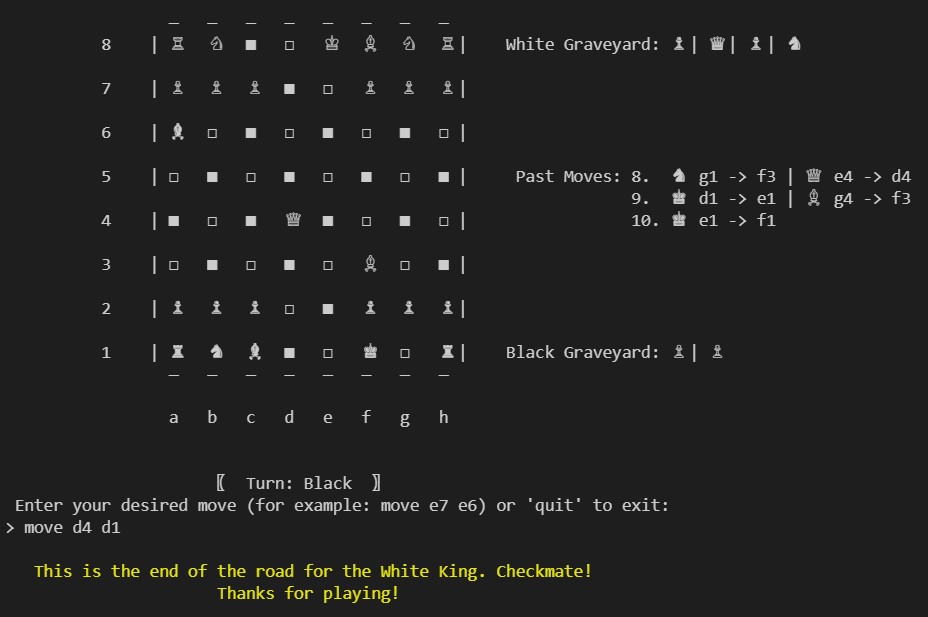 _ _ _ _ _ _ _ _
8 | ♖ ♘ ■ □ ♔ ♗ ♘ ♖| White Graveyard: ♝| ♛| ♝| ♞
7 | ♙ ♙ ♙ ■ □ ♙ ♙ ♙|
6 | ♝ □ ■ □ ■ □ ■ □|
5 | □ ■ □ ■ □ ■ □ ■| Past Moves: 8. ♞ g1 -> f3 | ♕ e4 -> d4
9. ♚ d1 -> e1 | ♗ g4 -> f3
4 | ■ □ ■ ♕ ■ □ ■ □| 10. ♚ e1 -> f1
3 | □ ■ □ ■ □ ♗ □ ■|
2 | ♟ ♟ ♟ □ ■ ♟ ♟ ♟|
1 | ♜ ♞ ♝ ■ □ ♚ □ ♜| Black Graveyard: ♙| ♙
_ _ _ _ _ _ _ _
a b c d e f g h
〖 Turn: Black 〗
Enter your desired move (for example: move e7 e6) or 'quit' to exit:
> move d4 d1
This is the end of the road for the White King. Checkmate!
Thanks for playing!